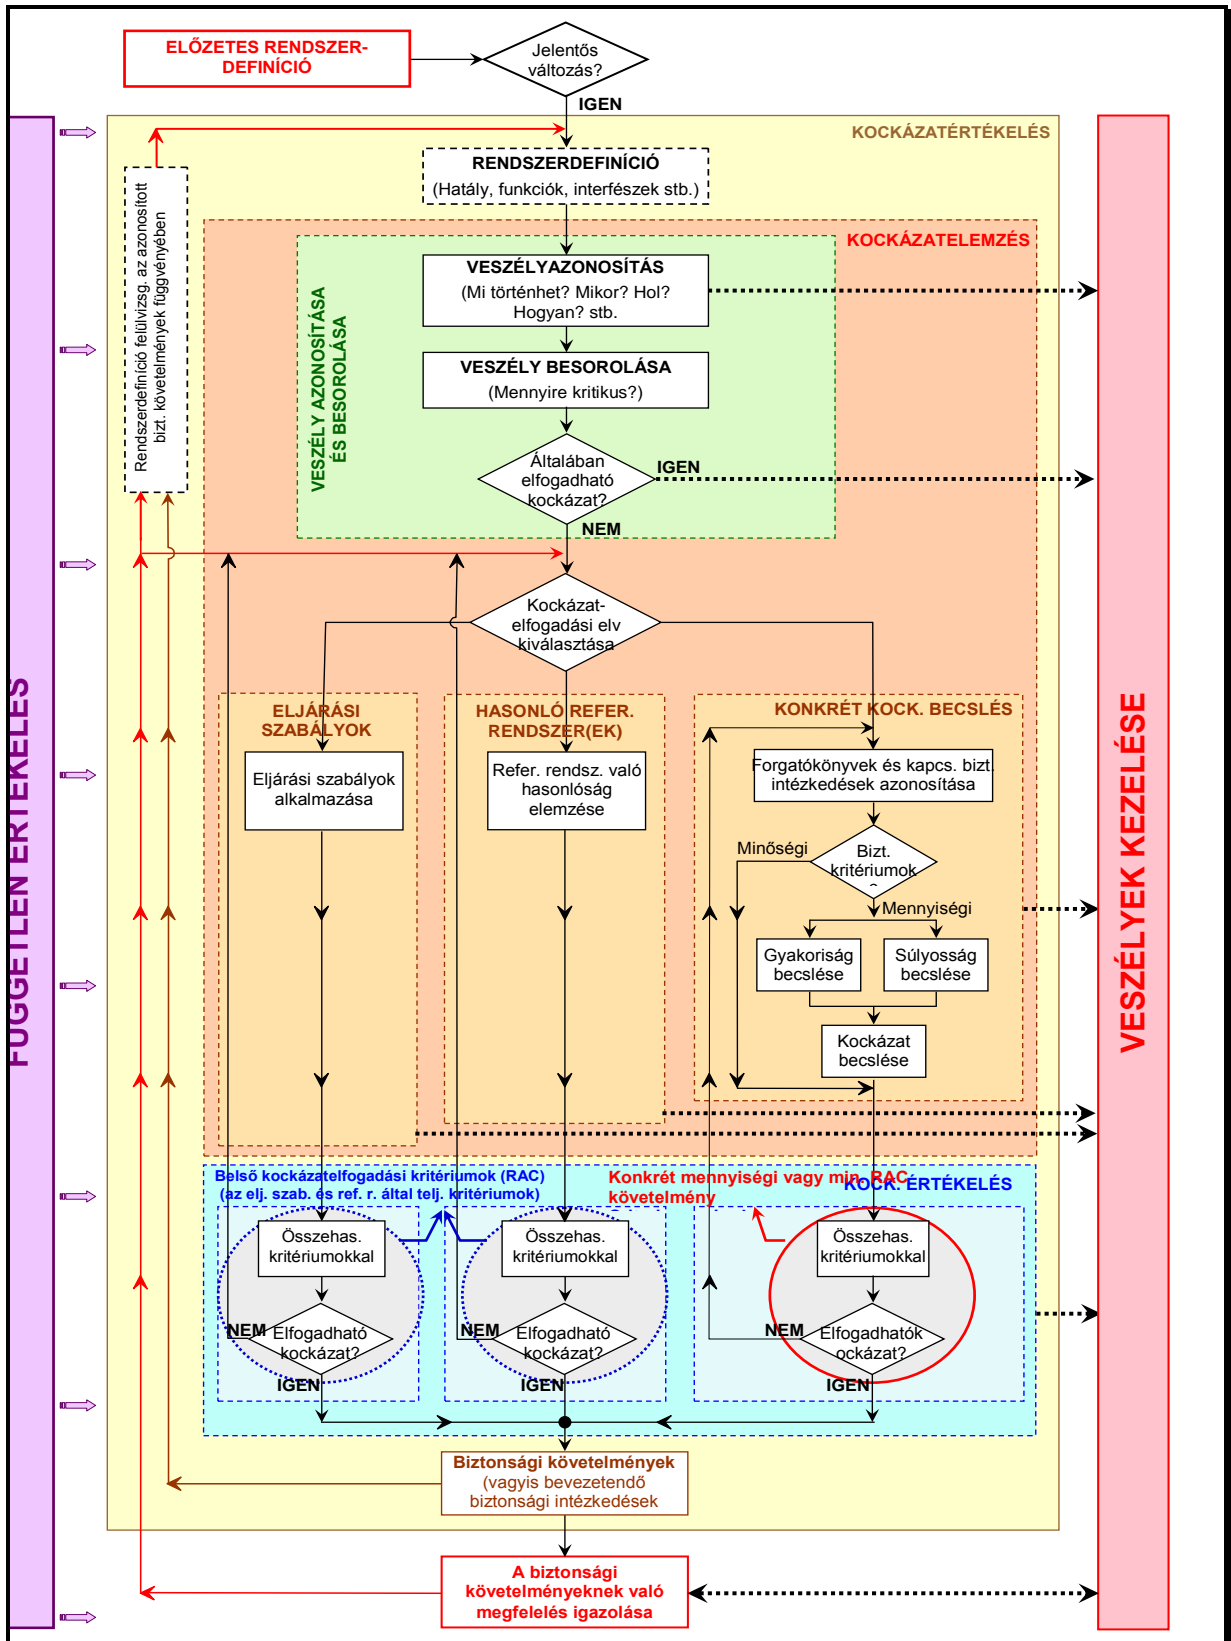 ELŐZETES RENDSZER-
DEFINÍCIÓ
Jelentős
változás?
IGEN
KOCKÁZATÉRTÉKELÉS
RENDSZERDEFINÍCIÓ
(Hatály, funkciók, interfészek stb.)
Rendszerdefiníció felülvizsg. az azonosított
bizt. követelmények függvényében
KOCKÁZATELEMZÉS
VESZÉLY AZONOSÍTÁSA
ÉS BESOROLÁSA
VESZÉLYAZONOSÍTÁS
(Mi történhet? Mikor? Hol?
Hogyan? stb.
VESZÉLY BESOROLÁSA
(Mennyire kritikus?)
Általában
elfogadható
kockázat?
IGEN
NEM
Kockázat-
elfogadási elv
kiválasztása
FÜGGETLEN ÉRTÉKELÉS
VESZÉLYEK KEZELÉSE
ELJÁRÁSI
SZABÁLYOK
HASONLÓ REFER.
RENDSZER(EK)
KONKRÉT KOCK. BECSLÉS
Eljárási szabályok
alkalmazása
Refer. rendsz. való
hasonlóság
elemzése
Forgatókönyvek és kapcs. bizt.
intézkedések azonosítása
Minőségi
Bizt.
kritériumok
?
Mennyiségi
Gyakoriság
becslése
Súlyosság
becslése
Kockázat
becslése
Belső kockázatelfogadási kritériumok (RAC)
(az elj. szab. és ref. r. által telj. kritériumok)
Konkrét mennyiségi vagy min. RAC
követelmény
KOCK. ÉRTÉKELÉS
Összehas.
kritériumokkal
Összehas.
kritériumokkal
Összehas.
kritériumokkal
NEM
Elfogadható
kockázat?
NEM
Elfogadható
kockázat?
NEM
Elfogadhatók
ockázat?
IGEN
IGEN
IGEN
Biztonsági követelmények
(vagyis bevezetendő
biztonsági intézkedések
A biztonsági
követelményeknek való
megfelelés igazolása